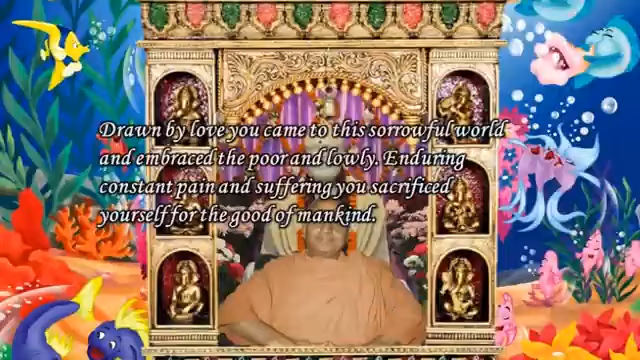 Drawn by love you came to this sorrowful world
and embraced the poor and lowly. Enduring
constant pain and suffering you sacrificed
yourself for the good of mankind.